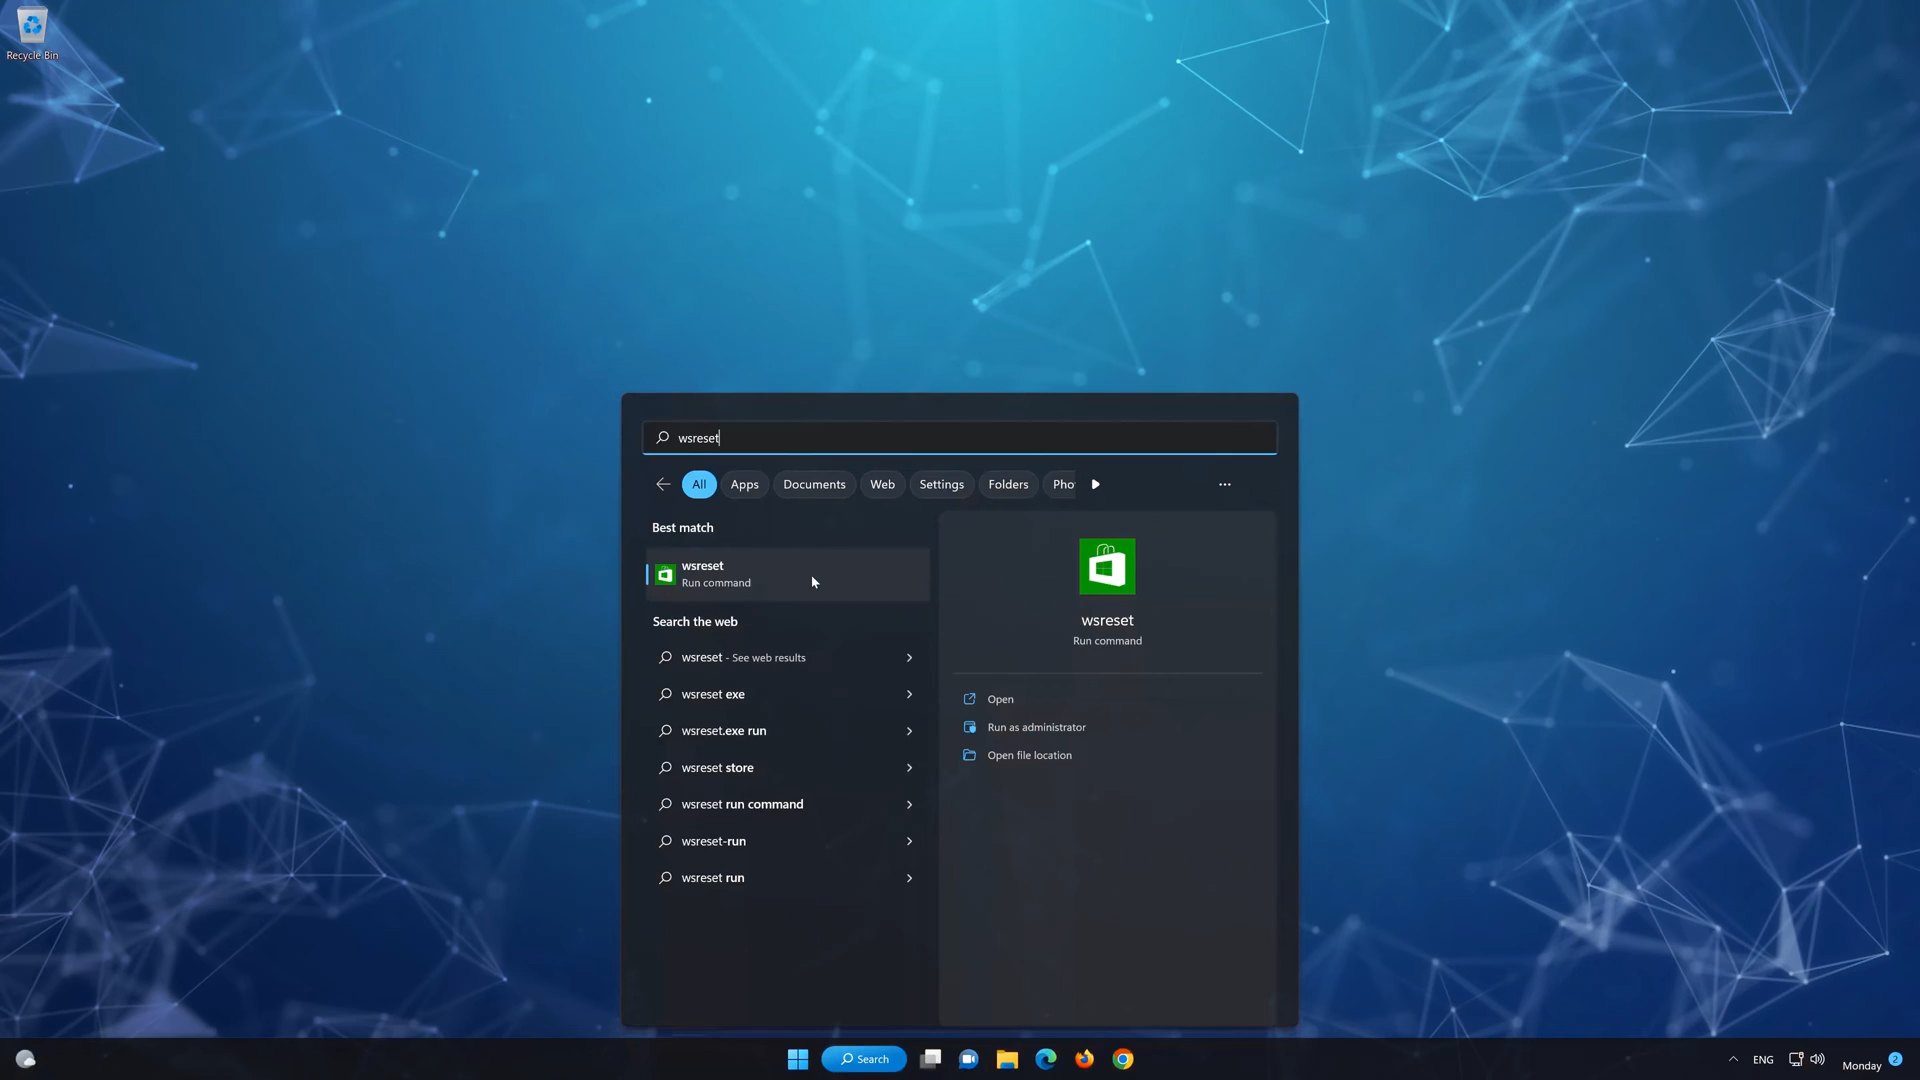 Recycle Bin
wsreset
All Apps Documents Web Settings Folders Pho
Best match
wsreset
Run command
Search the web
wsreset - See web results
wsreset exe
wsreset.exe run
wsreset store
wsreset run command
wsreset-run
wsreset run
wsreset
Run command
Open
Run as administrator
Open file location
Search
ENG
Monday 2